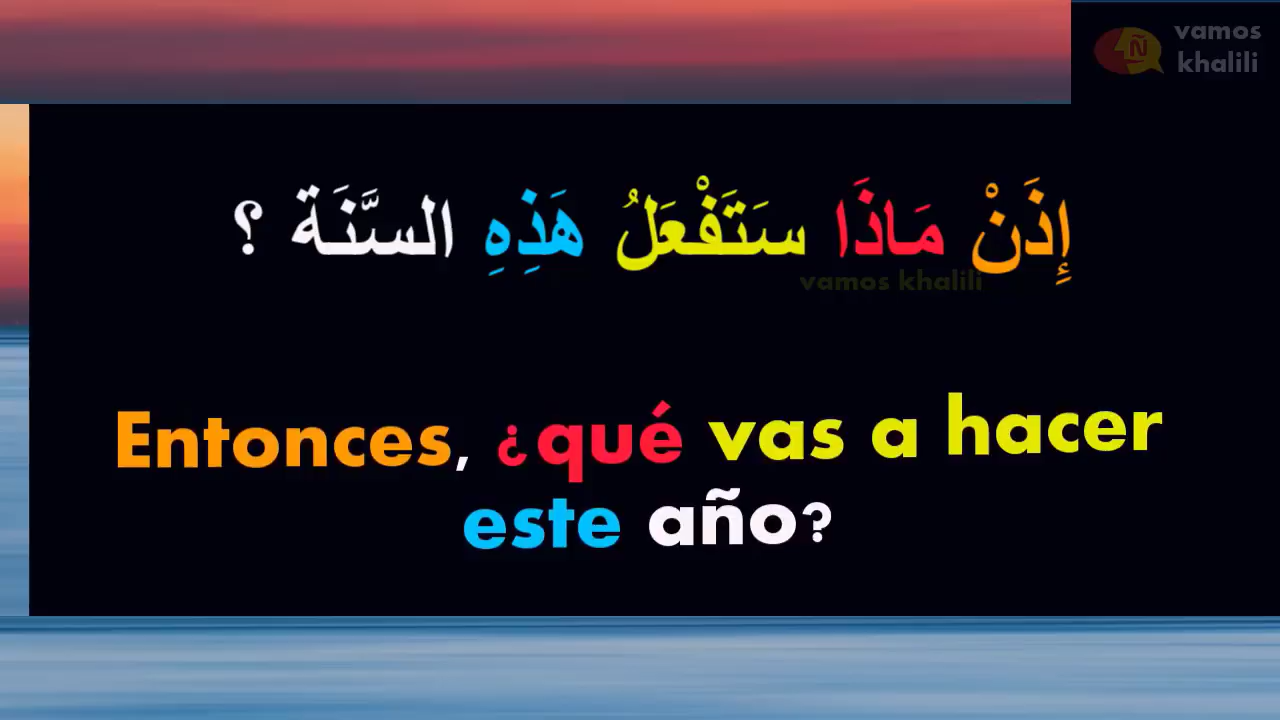 vamos
khalili
Ñ
إِذَنْ مَاذَا سَتَفْعَلُ هَذِهِ السَّنَة ؟
vamos khalili
Entonces, ¿qué vas a hacer
este año?